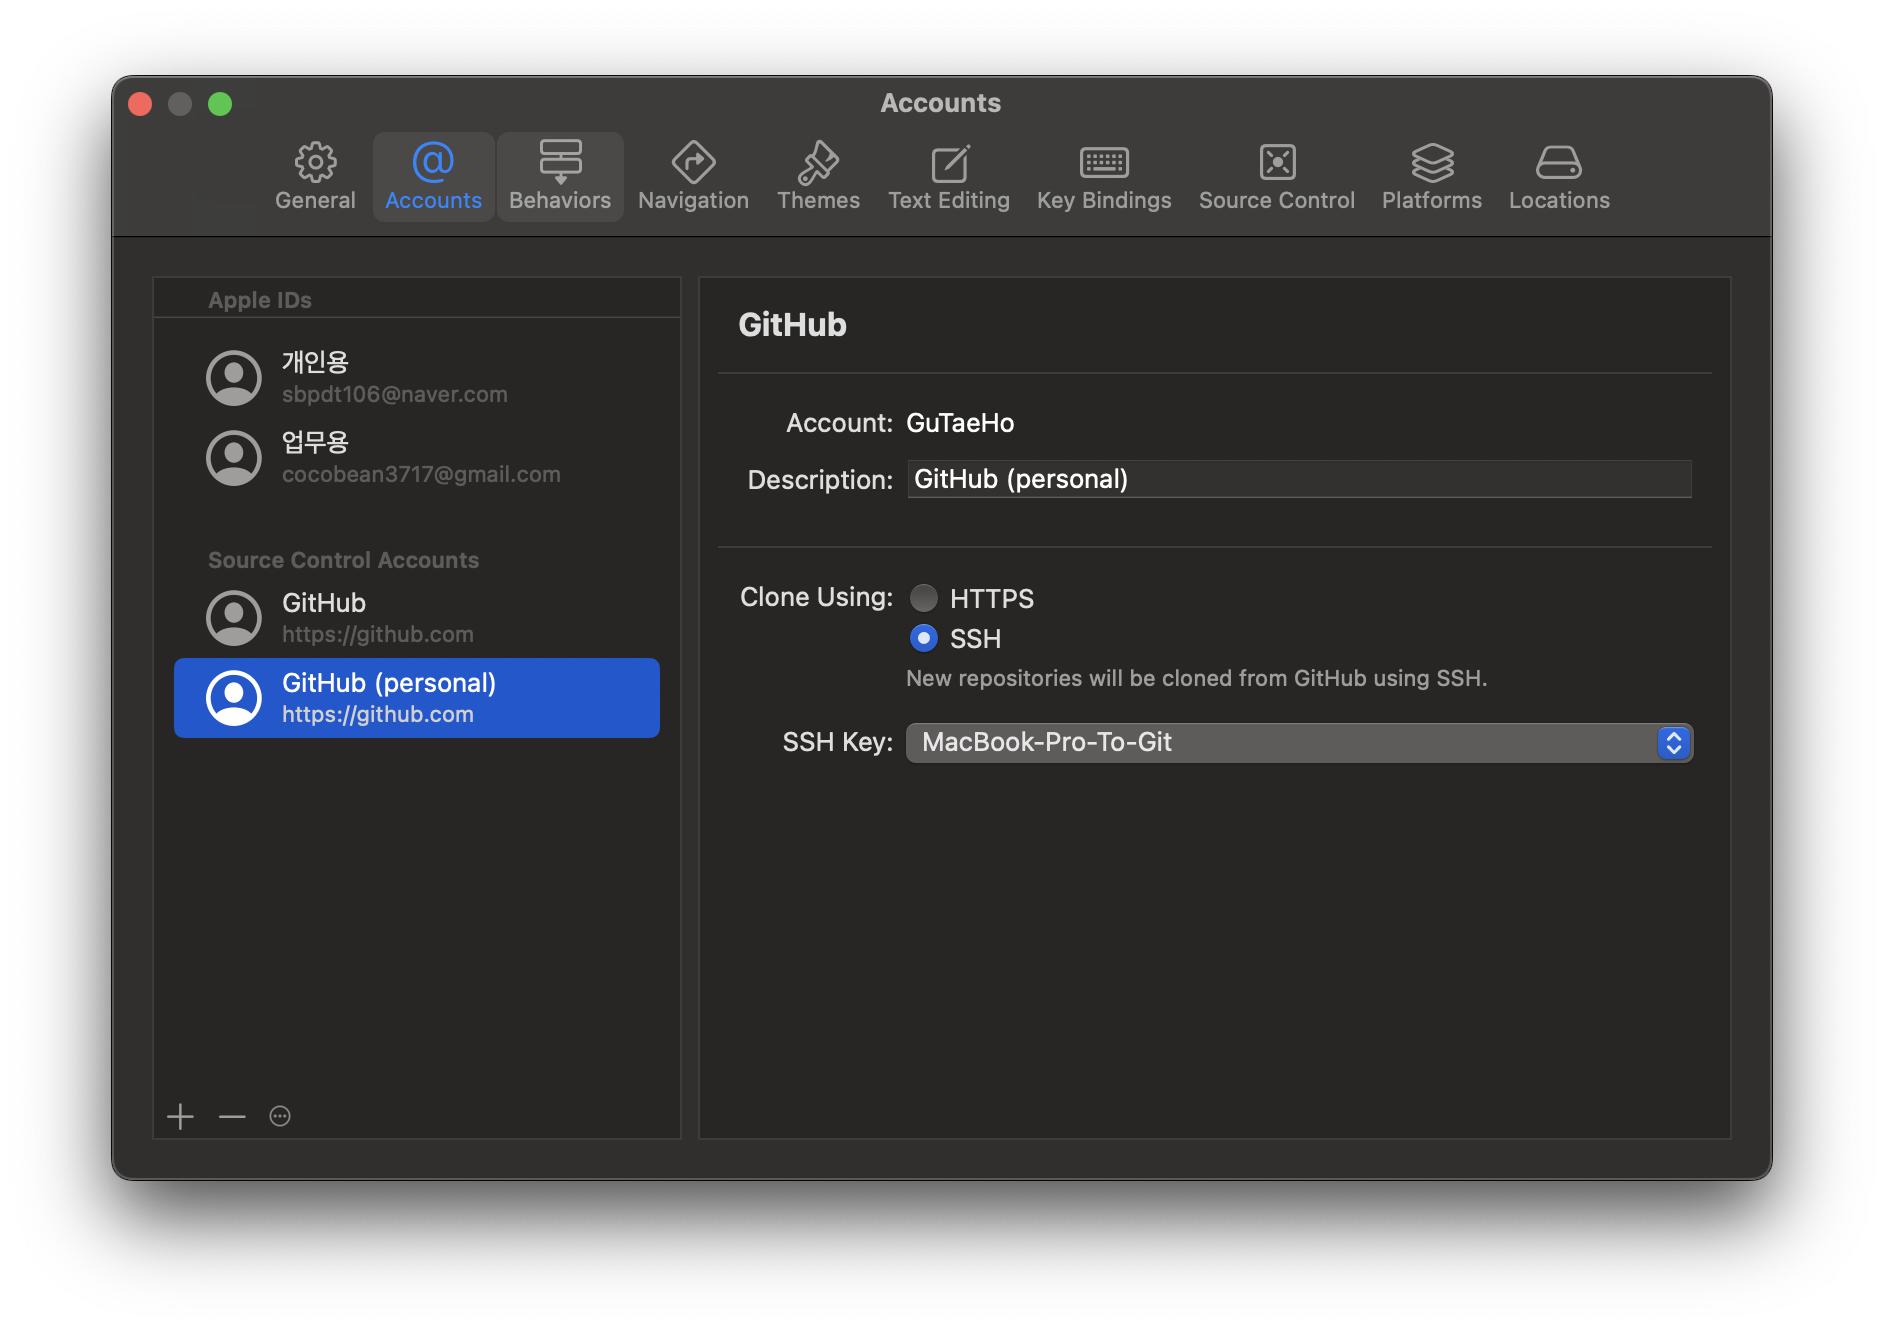 Accounts
General
Accounts
Behaviors
Navigation
Themes
Text Editing
Key Bindings
Source Control
Platforms
Locations
Apple IDs
개인용
sbpdt106@naver.com
업무용
cocobean3717@gmail.com
Source Control Accounts
GitHub
https://github.com
GitHub (personal)
https://github.com
GitHub
Account: GuTaeHo
Description: GitHub (personal)
Clone Using: HTTPS
SSH
New repositories will be cloned from GitHub using SSH.
SSH Key: MacBook-Pro-To-Git